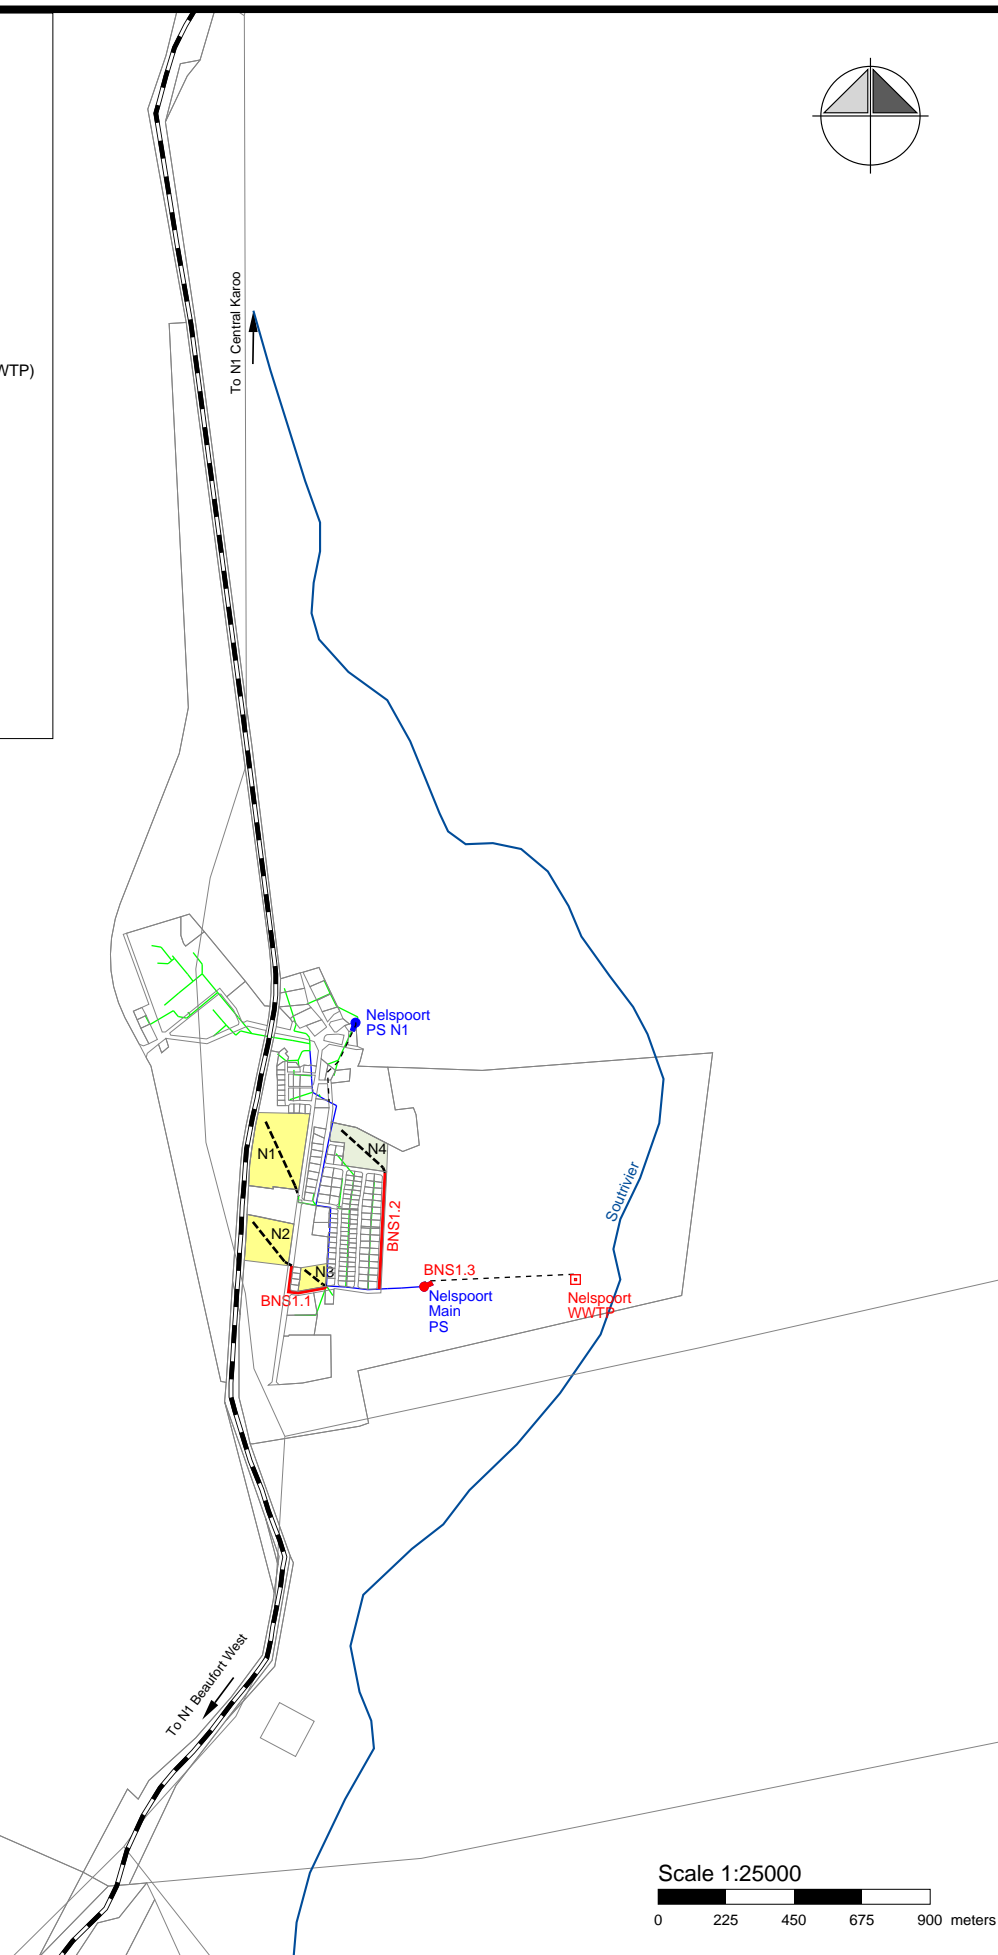 To N1 Central Karoo
WTP)
Nelspoort
PS N1
N1
N4
N2
N3
BNS1.2
BNS1.1
BNS1.3
Nelspoort
Main
PS
Nelspoort
WWTP
Soutrivier
To N1 Beaufort West
Scale 1:25000
0 225 450 675 900 meters